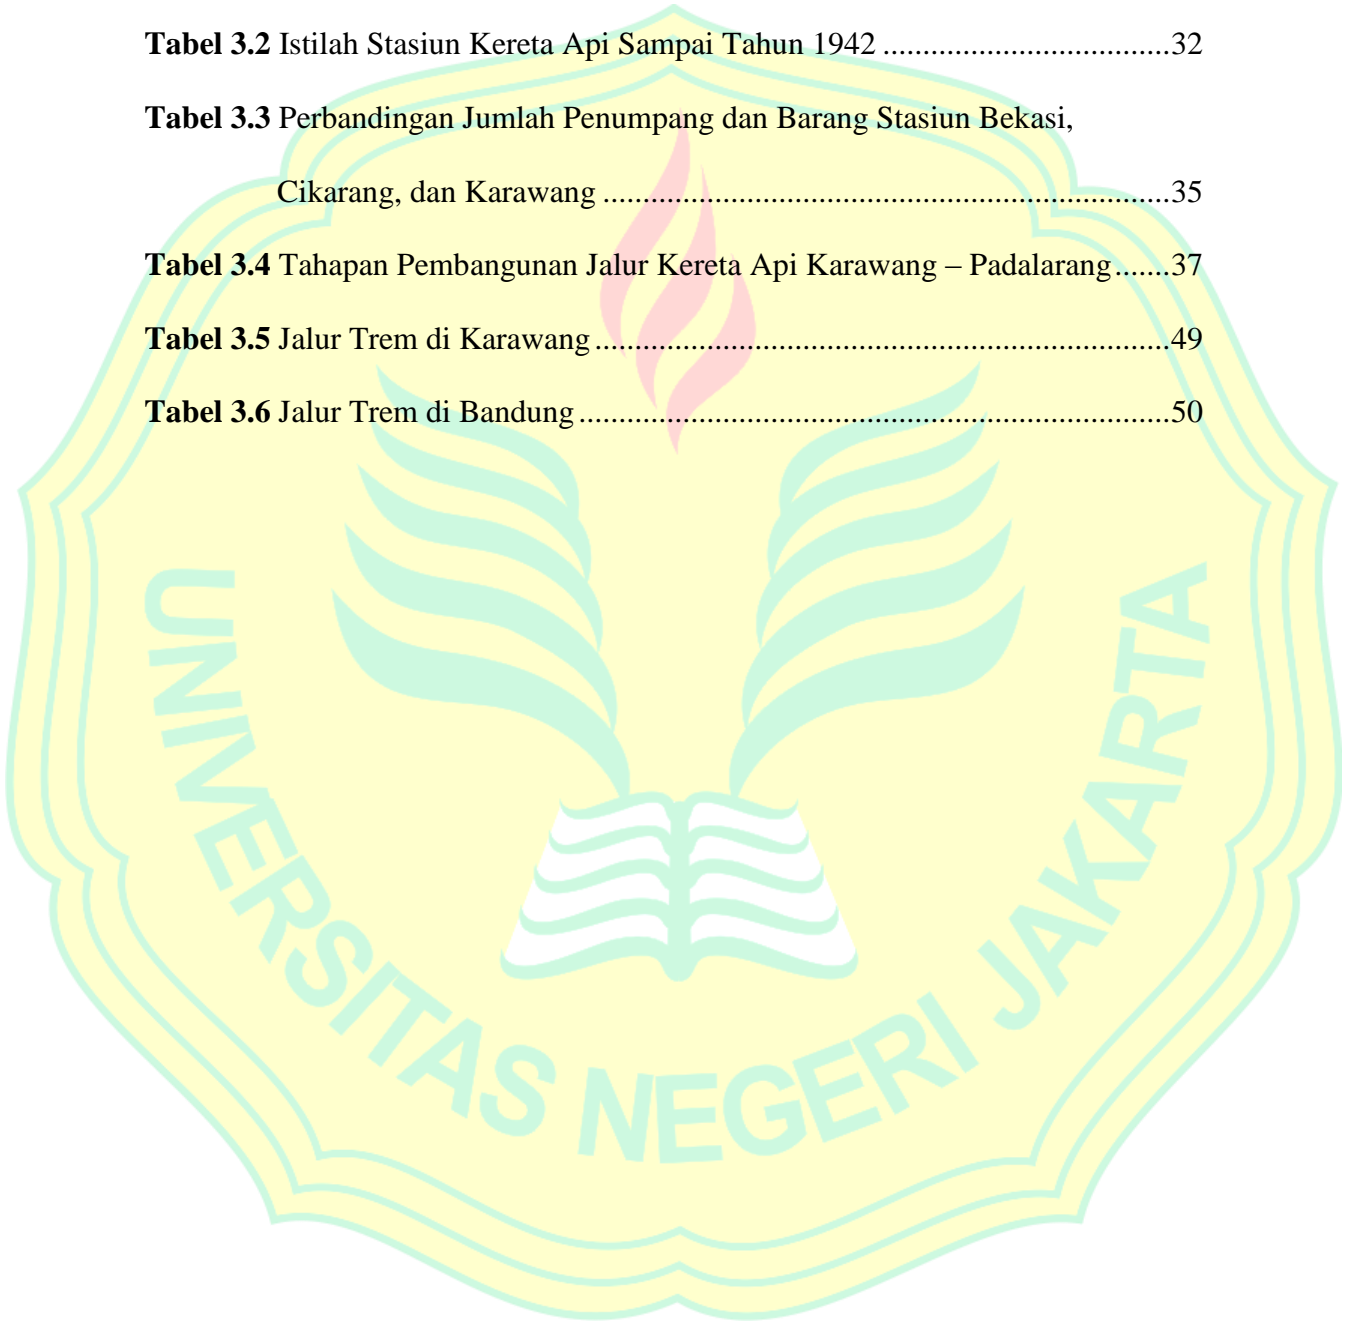 Tabel 3.2 Istilah Stasiun Kereta Api Sampai Tahun 1942 ..................................32
Tabel 3.3 Perbandingan Jumlah Penumpang dan Barang Stasiun Bekasi,
Cikarang, dan Karawang ......................................................................35
Tabel 3.4 Tahapan Pembangunan Jalur Kereta Api Karawang – Padalarang.......37
Tabel 3.5 Jalur Trem di Karawang ....................................................................49
Tabel 3.6 Jalur Trem di Bandung ......................................................................50
UNIVERSITAS NEGERI JAKARTA